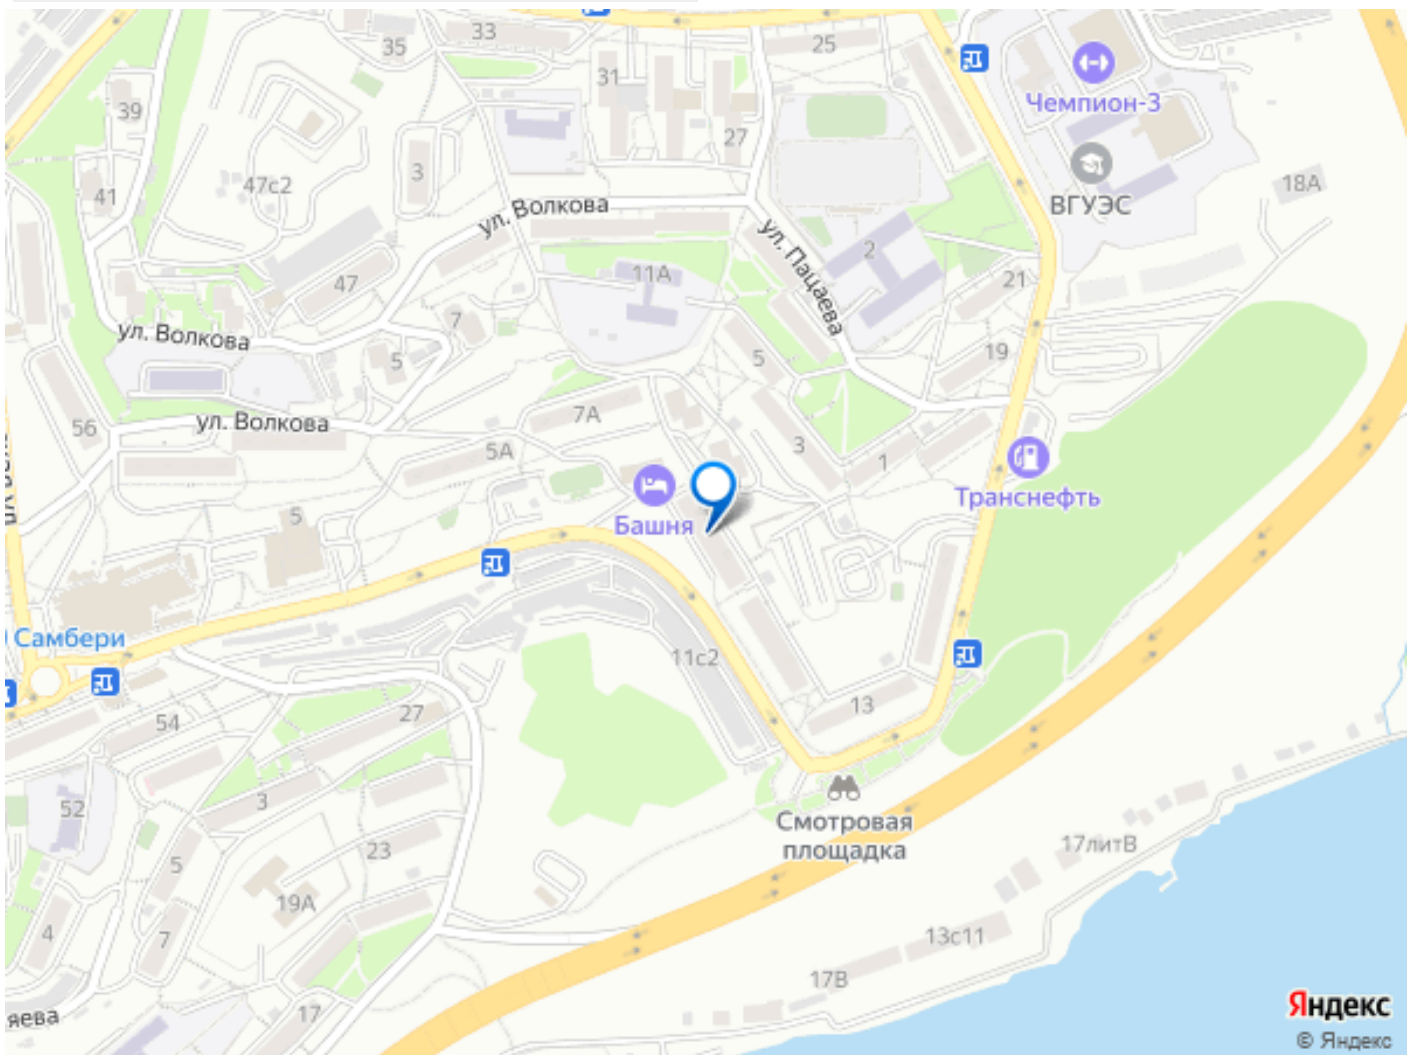 33
35
25
31
Чемпион-3
39
27
3
47с2
18А
41
ул. Волкова
ВГУЭС
ул. Пацаева
2
11А
21
47
7
ул. Волкова
5
5
19
7А
ул. Волкова
56
5А
3
1
Башня
Транснефть
5
Самбери
11с2
13
27
54
3
52
Смотровая
площадка
17литВ
23
5
19А
4
7
13с11
17В
17
яева
Яндекс
© Яндекс